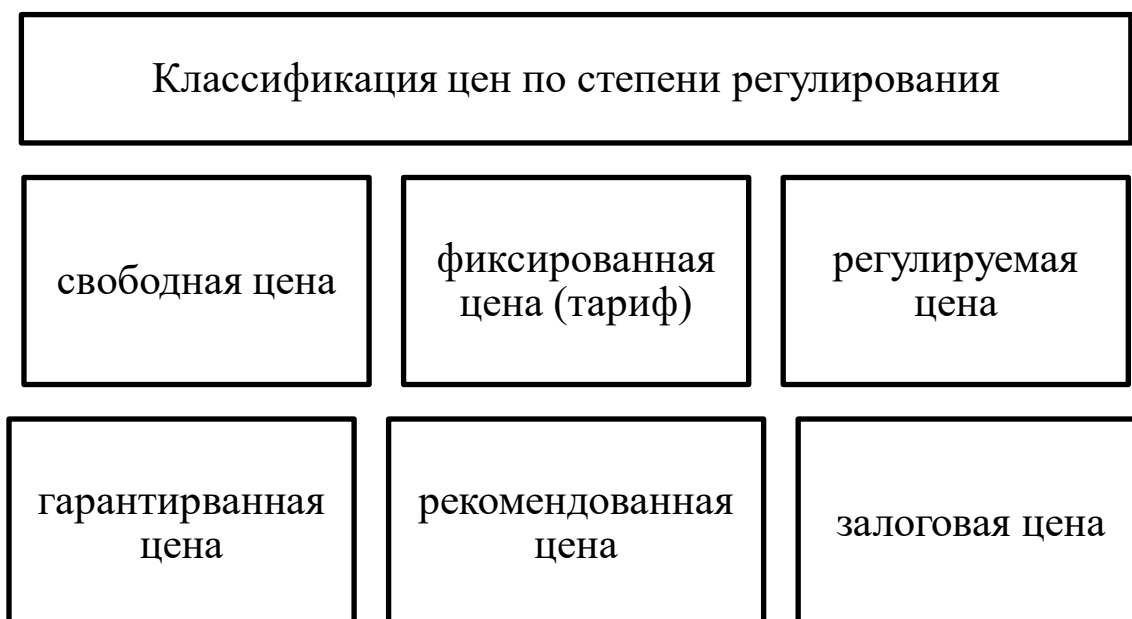 Классификация цен по степени регулирования
свободная цена
фиксированная
цена (тариф)
регулируемая
цена
гарантирванная
цена
рекомендованная
цена
залоговая цена